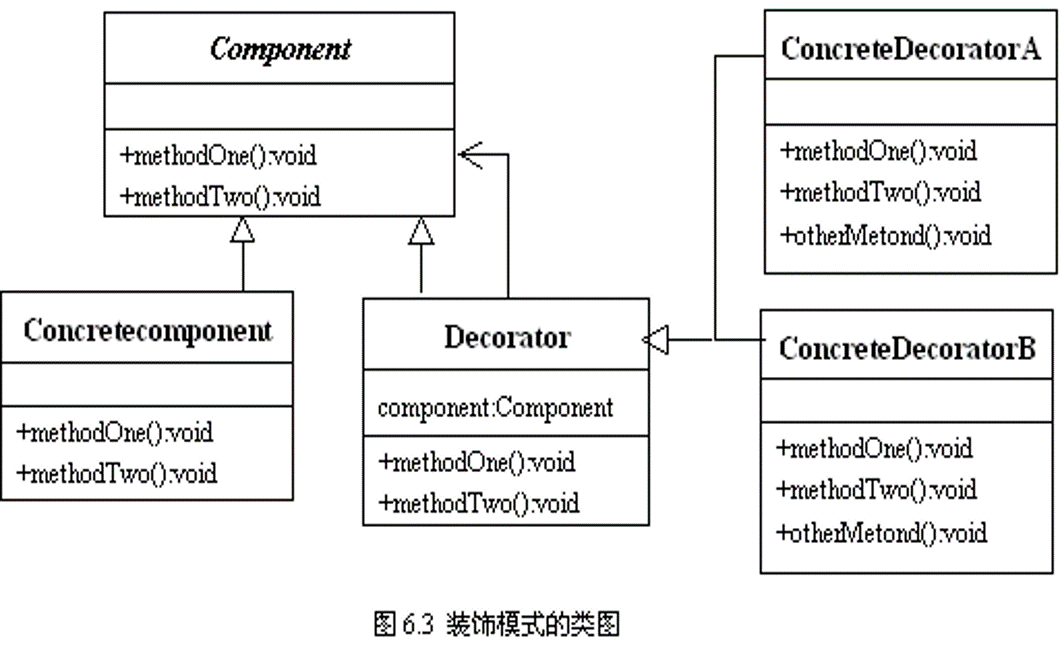 Component
+methodOne():void
+methodTwo():void
Concretecomponent
+methodOne():void
+methodTwo():void
Decorator
component:Component
+methodOne():void
+methodTwo():void
ConcreteDecoratorA
+methodOne():void
+methodTwo():void
+otherMetond():void
ConcreteDecoratorB
+methodOne():void
+methodTwo():void
+otherMetond():void
图 6.3 装饰模式的类图